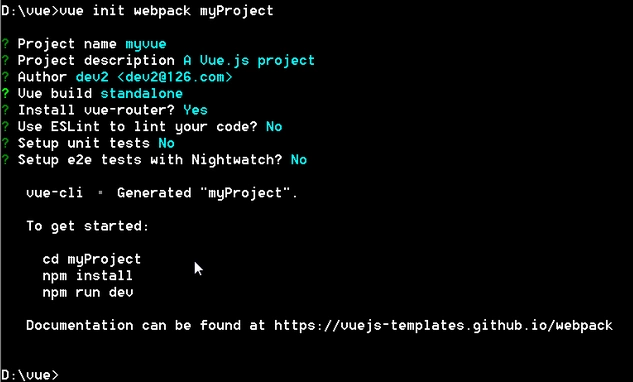 D:\vue>vue init webpack myProject
? Project name myvue
? Project description A Vue.js project
? Author dev2 <dev2@126.com>
? Vue build standalone
? Install vue-router? Yes
? Use ESLint to lint your code? No
? Setup unit tests No
? Setup e2e tests with Nightwatch? No
vue-cli · Generated "myProject".
To get started:
cd myProject
npm install
npm run dev
Documentation can be found at https://vuejs-templates.github.io/webpack
D:\vue>